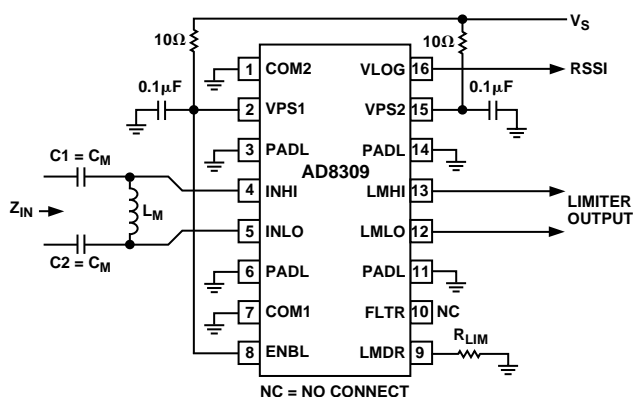 VS
10Ω
10Ω
1 COM2
VLOG 16
RSSI
0.1μF
0.1μF
2 VPS1
VPS2 15
3 PADL
PADL 14
AD8309
C1 = CM
4 INHI
LMHI 13
ZIN
LM
LIMITER
OUTPUT
5 INLO
LMLO 12
C2 = CM
6 PADL
PADL 11
7 COM1
FLTR 10 NC
RLIM
8 ENBL
LMDR 9
NC = NO CONNECT